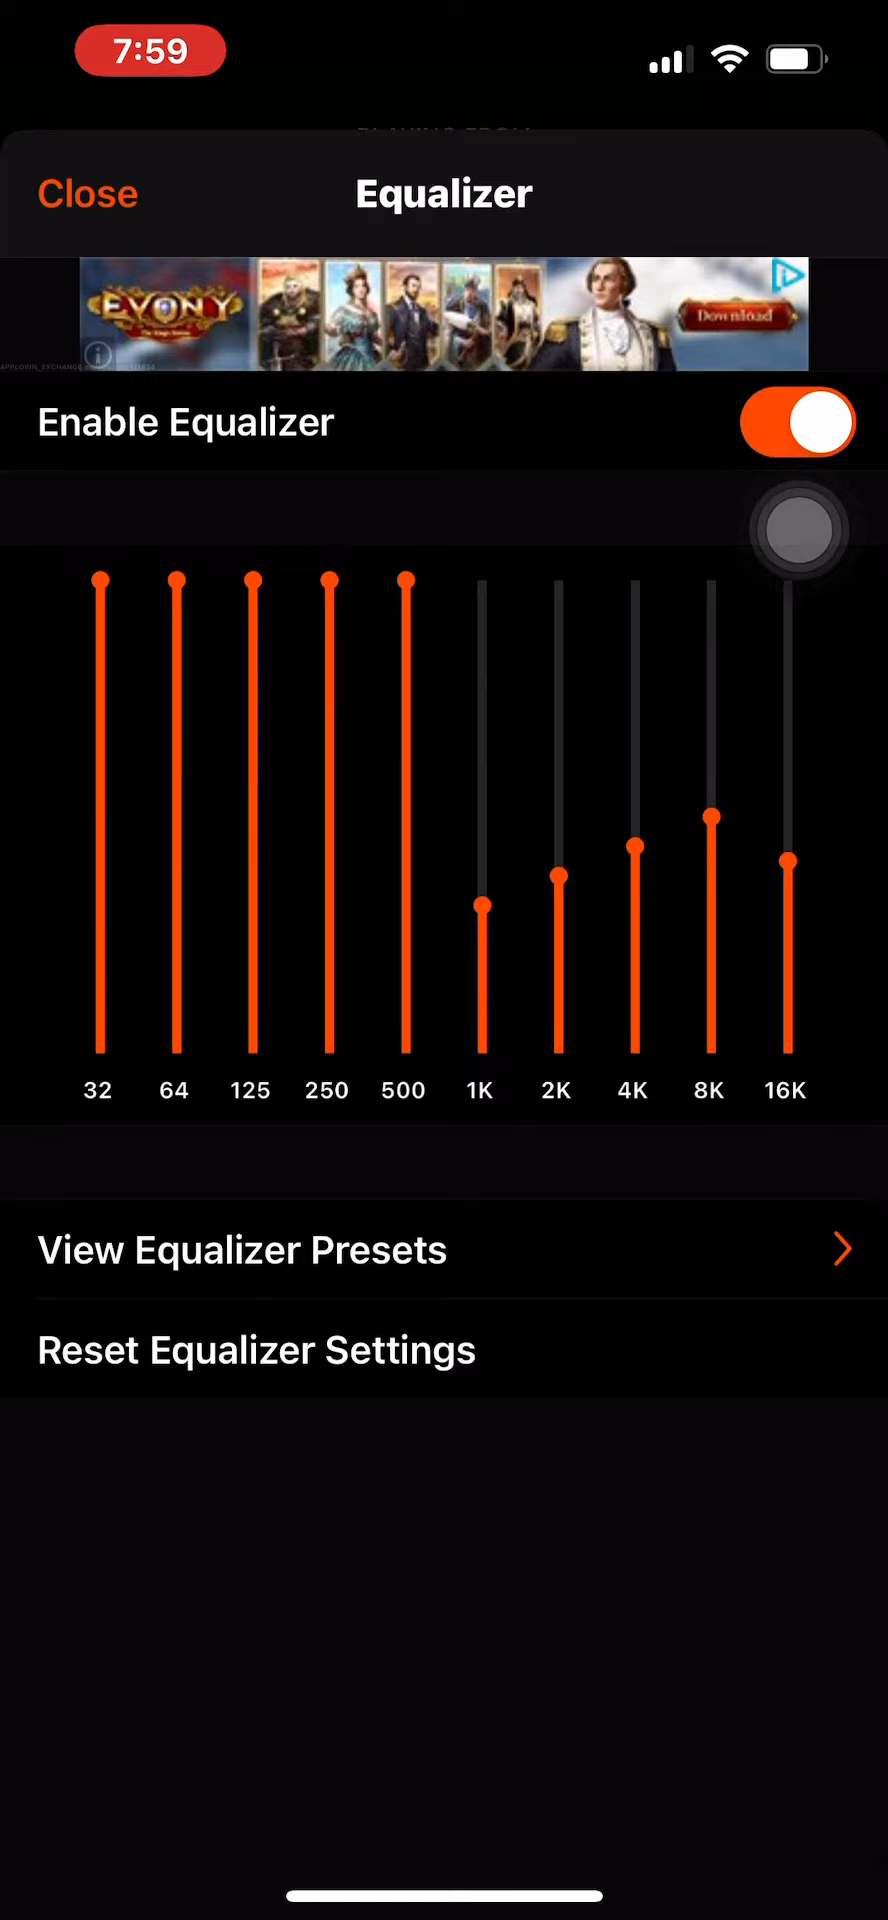 7:59
Close
Equalizer
EVONY
Download
Enable Equalizer
32 64 125 250 500 1K 2K 4K 8K 16K
View Equalizer Presets
Reset Equalizer Settings